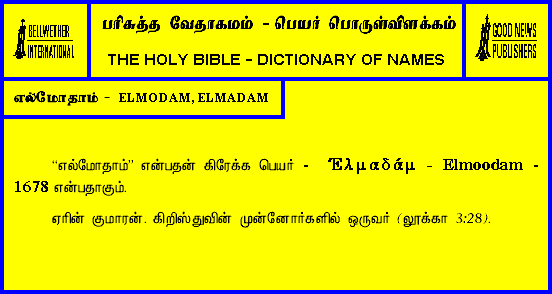 BELLWETHER
INTERNATIONAL
பரிசுத்த வேதாகமம் - பெயர் பொருள்விளக்கம்
THE HOLY BIBLE - DICTIONARY OF NAMES
GOOD NEWS
PUBLISHERS
எல்மோதாம் - ELMODAM, ELMADAM
“எல்மோதாம்” என்பதன் கிரேக்க பெயர் - Ἐλμαδάμ - Elmoodam -
1678 என்பதாகும்.
ஏரின் குமாரன். கிறிஸ்துவின் முன்னோர்களில் ஒருவர் (லூக்கா 3:28).